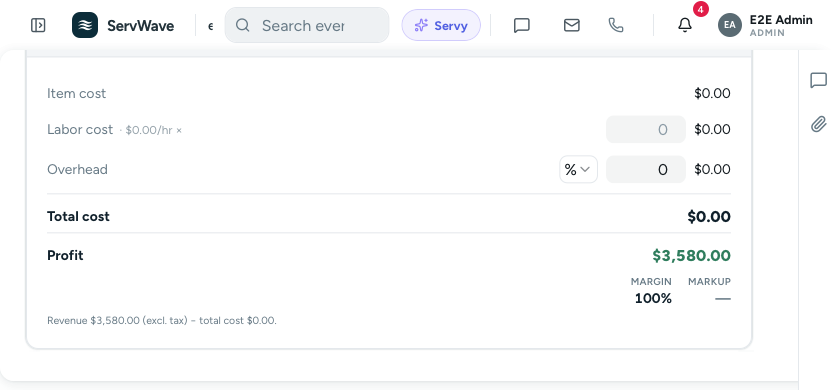 ServWave
Search ever
Servy
4
EA
E2E Admin
ADMIN
Item cost $0.00
Labor cost · $0.00/hr × 0 $0.00
Overhead % 0 $0.00
Total cost $0.00
Profit $3,580.00
MARGIN MARKUP
100% —
Revenue $3,580.00 (excl. tax) − total cost $0.00.